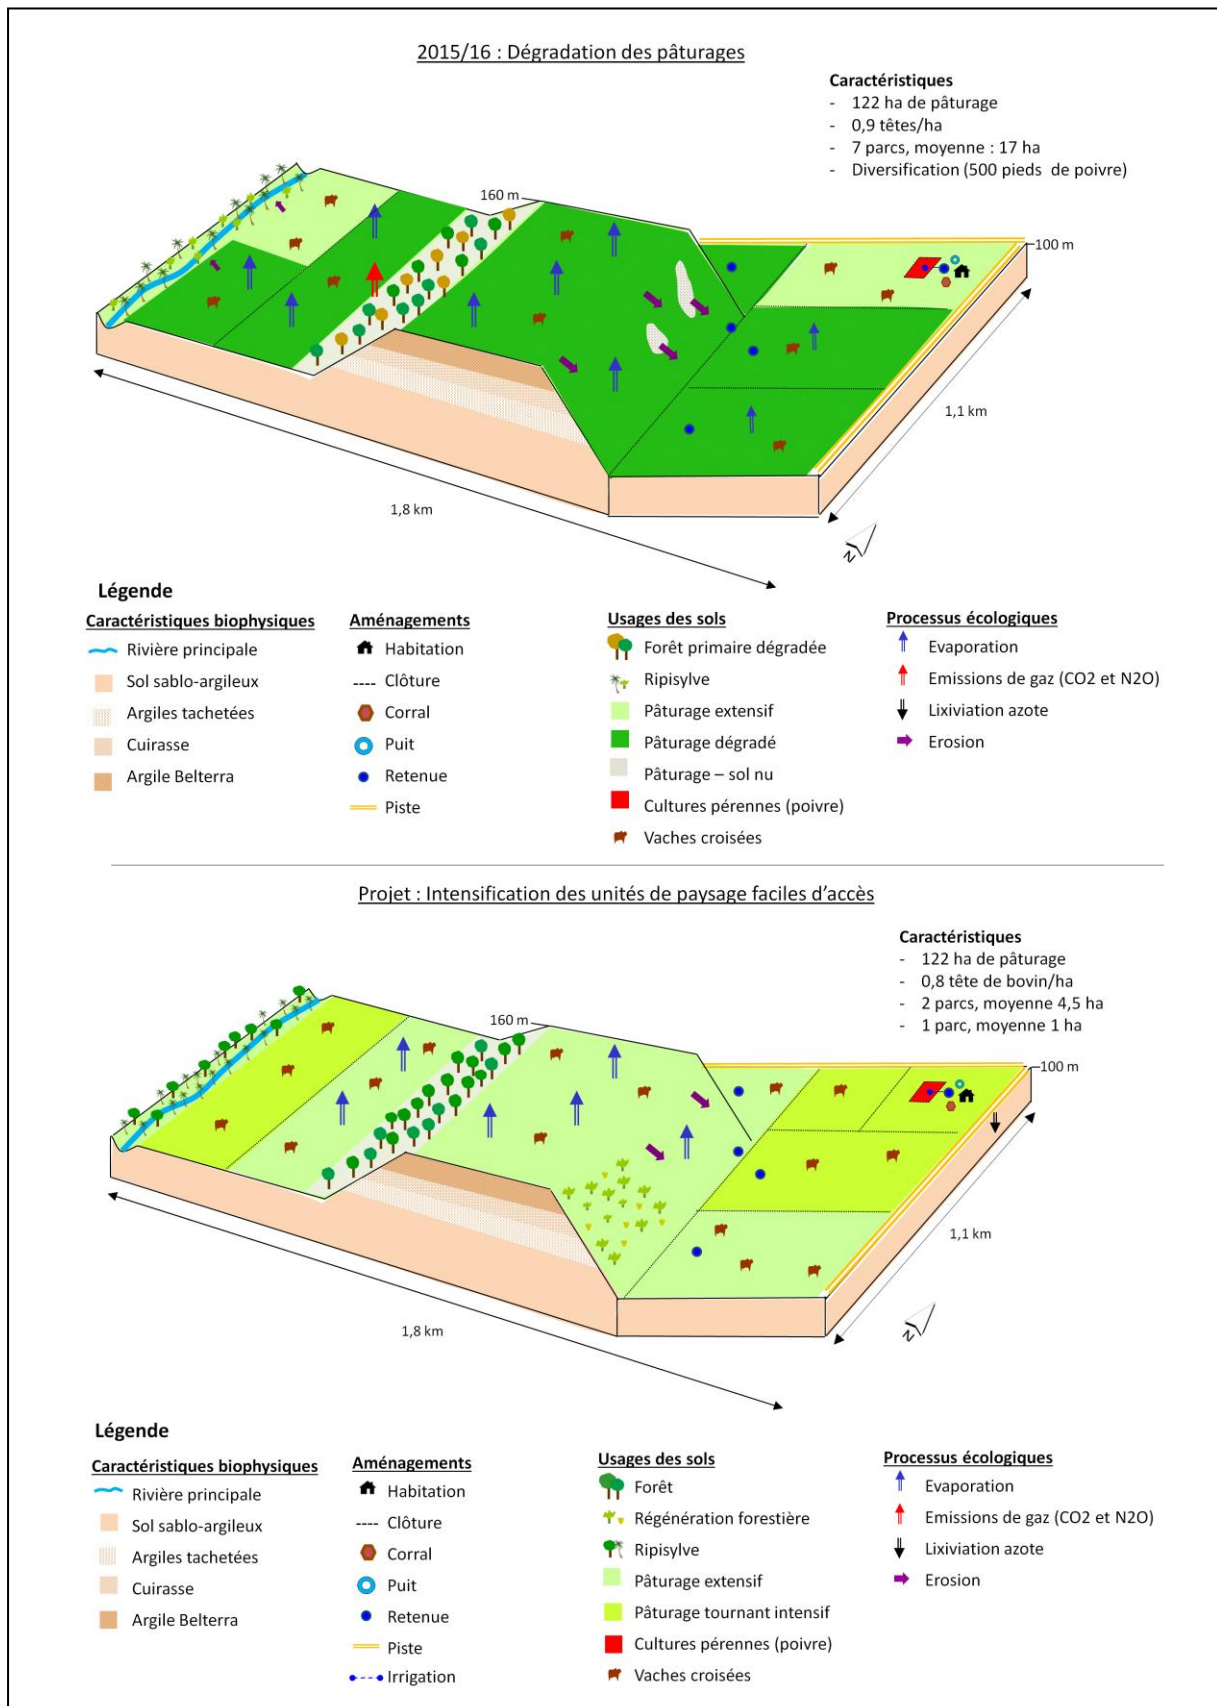 2015/16 : Dégradation des pâturages
Caractéristiques
- 122 ha de pâturage
- 0,9 têtes/ha
- 7 parcs, moyenne : 17 ha
- Diversification (500 pieds de poivre)
160 m
100 m
1,1 km
1,8 km
N
Légende
Caractéristiques biophysiques
Rivière principale
Sol sablo-argileux
Argiles tachetées
Cuirasse
Argile Belterra
Aménagements
Habitation
Clôture
Corral
Puit
Retenue
Piste
Usages des sols
Forêt primaire dégradée
Ripisylve
Pâturage extensif
Pâturage dégradé
Pâturage – sol nu
Cultures pérennes (poivre)
Vaches croisées
Processus écologiques
Evaporation
Emissions de gaz (CO2 et N2O)
Lixiviation azote
Erosion
Projet : Intensification des unités de paysage faciles d'accès
Caractéristiques
- 122 ha de pâturage
- 0,8 tête de bovin/ha
- 2 parcs, moyenne 4,5 ha
- 1 parc, moyenne 1 ha
160 m
100 m
1,1 km
1,8 km
N
Légende
Caractéristiques biophysiques
Rivière principale
Sol sablo-argileux
Argiles tachetées
Cuirasse
Argile Belterra
Aménagements
Habitation
Clôture
Corral
Puit
Retenue
Piste
Irrigation
Usages des sols
Forêt
Régénération forestière
Ripisylve
Pâturage extensif
Pâturage tournant intensif
Cultures pérennes (poivre)
Vaches croisées
Processus écologiques
Evaporation
Emissions de gaz (CO2 et N2O)
Lixiviation azote
Erosion